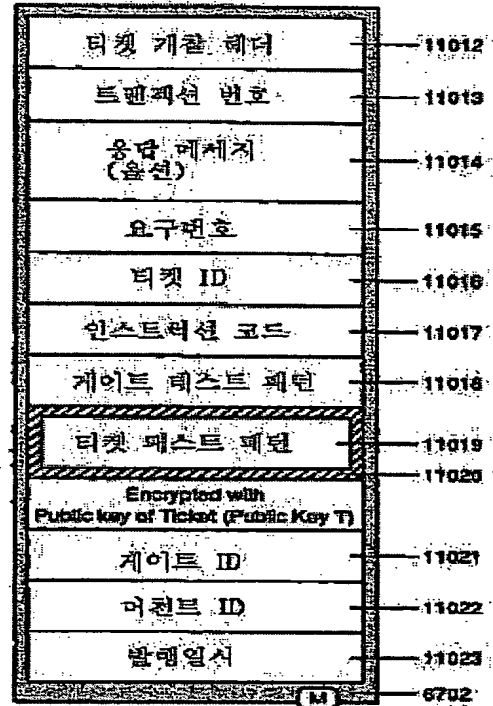 티켓 개찰 헤더
11012
트랜잭션 번호
11013
응답 메세지
(옵션)
11014
요구번호
11015
티켓 ID
11016
인스트럭션 코드
11017
게이트 테스트 패턴
11018
티켓 테스트 패턴
11019
11020
Encrypted with
Public key of Ticket (Public Key T)
게이트 ID
11021
머천트 ID
11022
발행일시
11023
M
6702